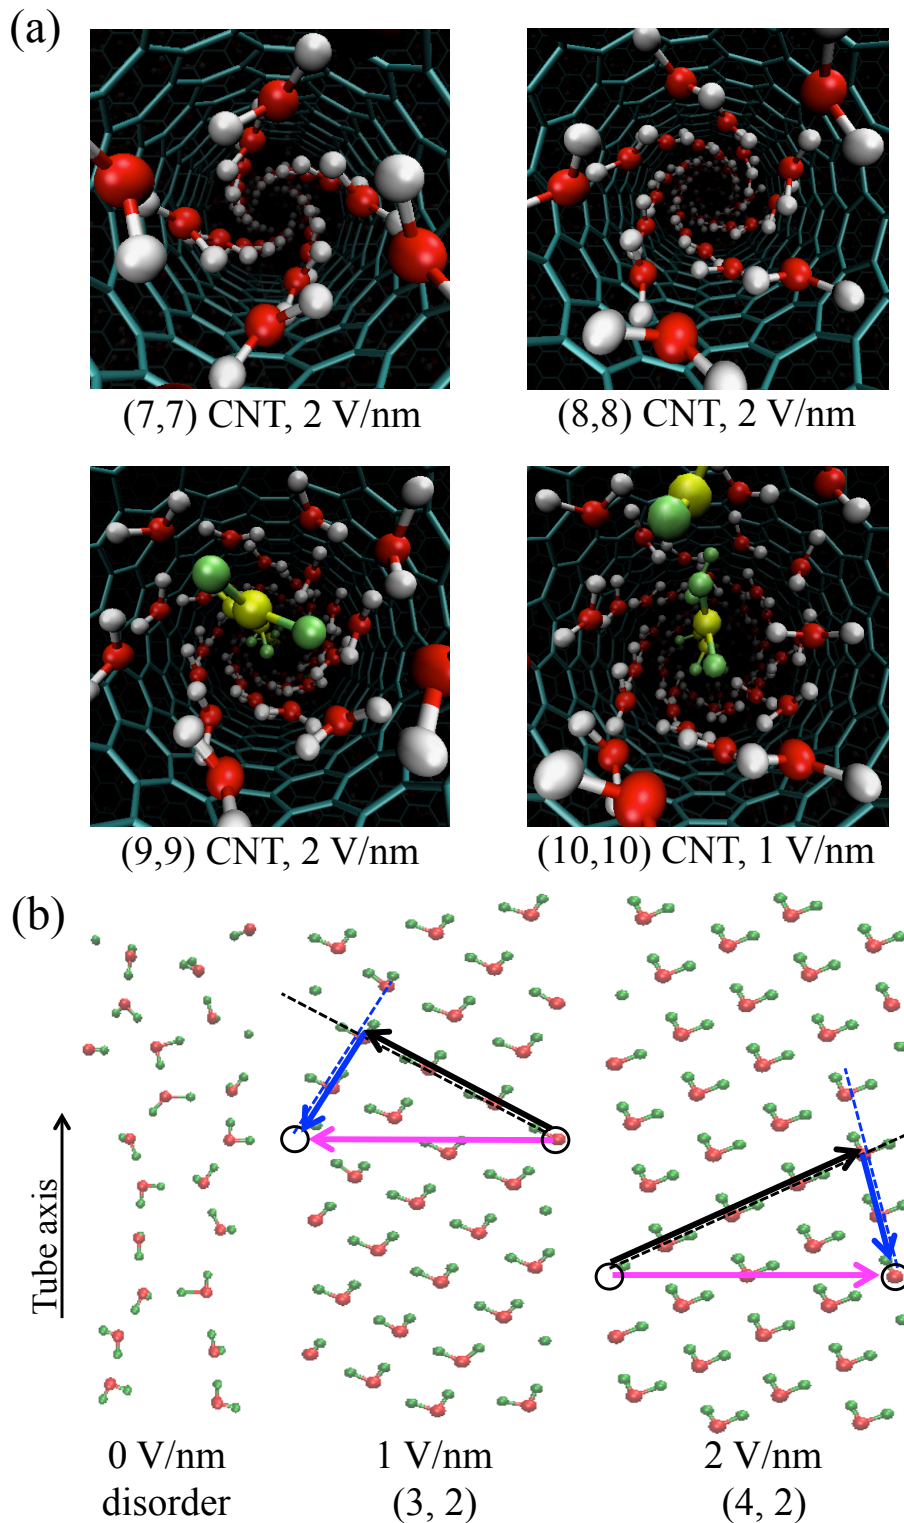 (a)
(7,7) CNT, 2 V/nm
(8,8) CNT, 2 V/nm
(9,9) CNT, 2 V/nm
(10,10) CNT, 1 V/nm
(b)
Tube axis
0 V/nm
disorder
1 V/nm
(3, 2)
2 V/nm
(4, 2)